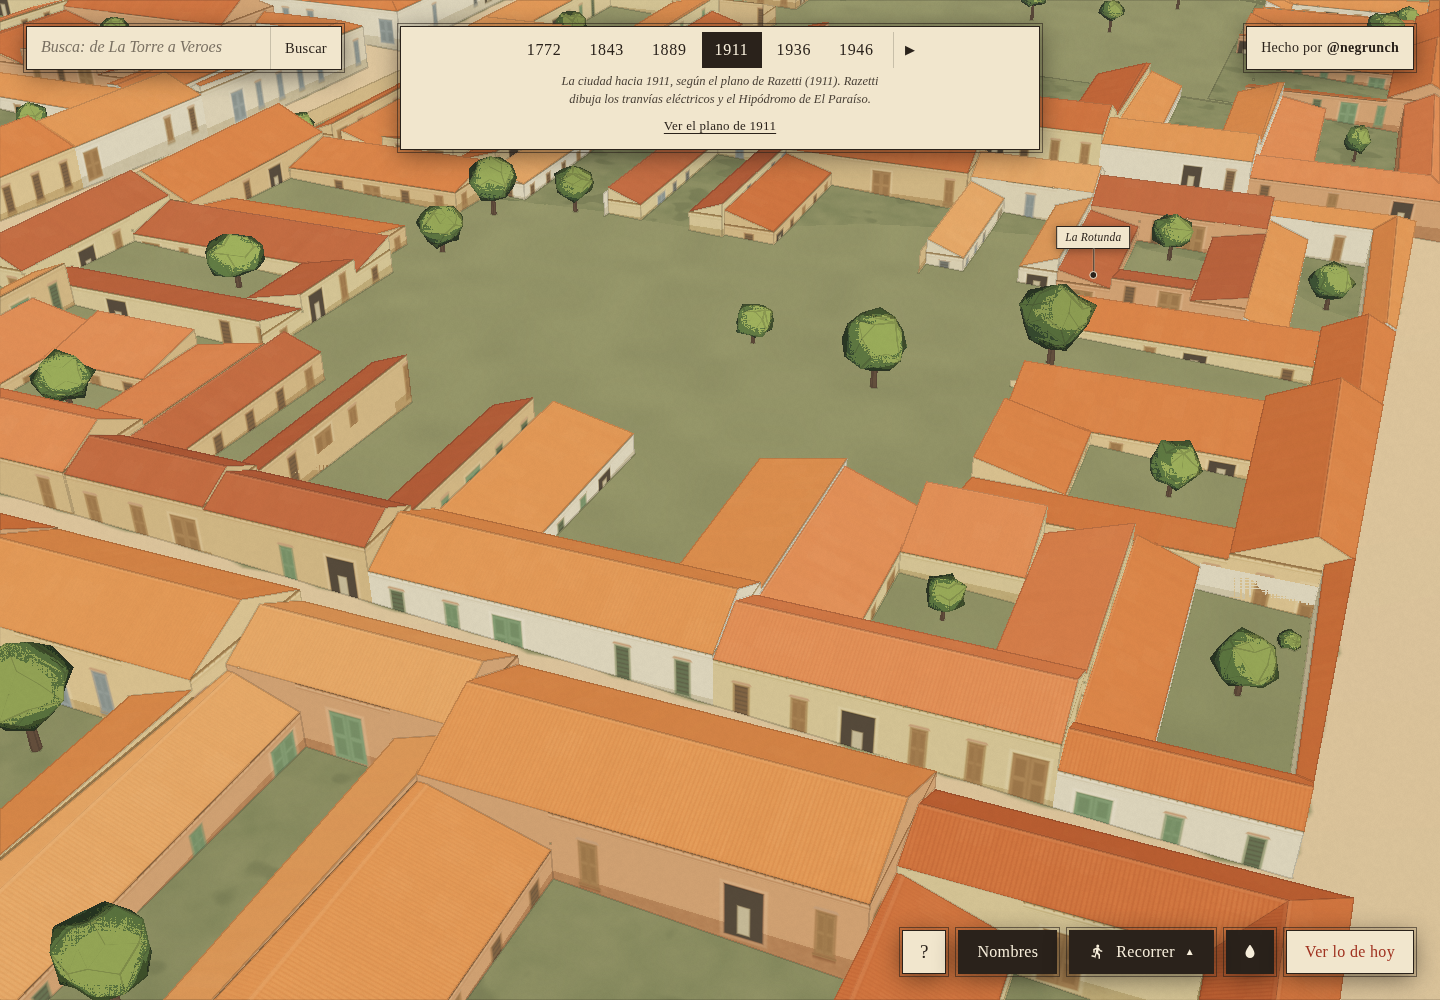 Busca: de La Torre a Veroes
Buscar
1772 1843 1889 1911 1936 1946
La ciudad hacia 1911, según el plano de Razetti (1911). Razetti
dibuja los tranvías eléctricos y el Hipódromo de El Paraíso.
Ver el plano de 1911
Hecho por @negrunch
La Rotunda
?
Nombres
Recorrer
Ver lo de hoy